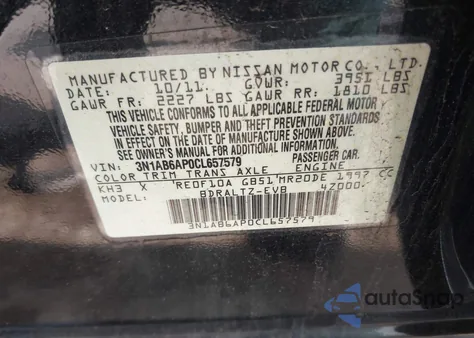 MANUFACTURED BY NISSAN MOTOR CO., LTD.
DATE: 10/11 GVWR: 3951 LBS
GAWR FR: 2227 LBS GAWR RR: 1810 LBS
THIS VEHICLE CONFORMS TO ALL APPLICABLE FEDERAL MOTOR
VEHICLE SAFETY, BUMPER AND THEFT PREVENTION STANDARDS
IN EFFECT ON THE DATE OF MANUFACTURE SHOWN ABOVE.
SEE OWNER'S MANUAL FOR ADDITIONAL INFORMATION.
VIN: 3N1AB6AP0CL657579 PASSENGER CAR
COLOR TRIM TRANS AXLE ENGINE
KH3 X RE0F10A GB51 MR20DE 1997 CC
MODEL: BDRALTZ-EVB 47000-
3N1AB6AP0CL657579
autoSnap